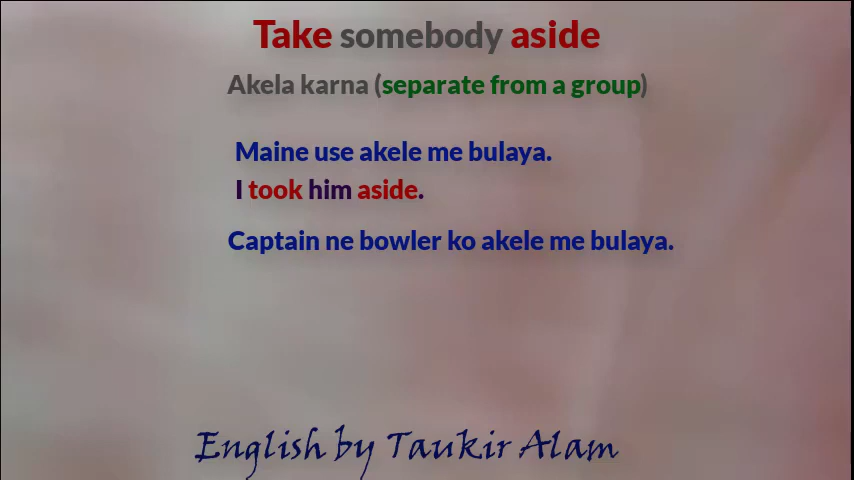 Take somebody aside
Akela karna (separate from a group)
Maine use akele me bulaya.
I took him aside.
Captain ne bowler ko akele me bulaya.
English by Taukir Alam